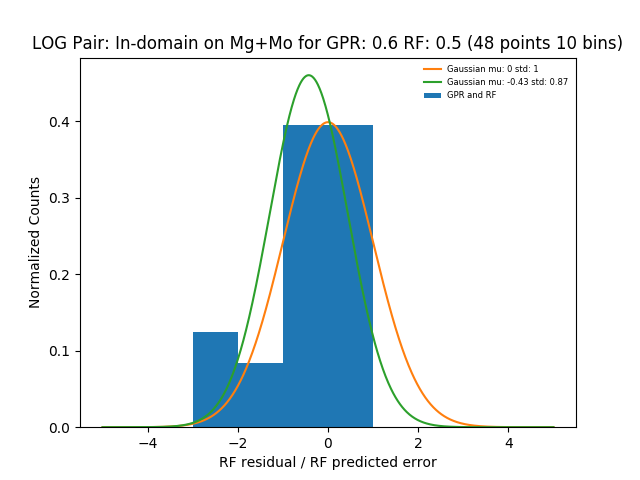 LOG Pair: In-domain on Mg+Mo for GPR: 0.6 RF: 0.5 (48 points 10 bins)
Gaussian mu: 0 std: 1
Gaussian mu: -0.43 std: 0.87
GPR and RF
Normalized Counts
0.4
0.3
0.2
0.1
0.0
−4 −2 0 2 4
RF residual / RF predicted error